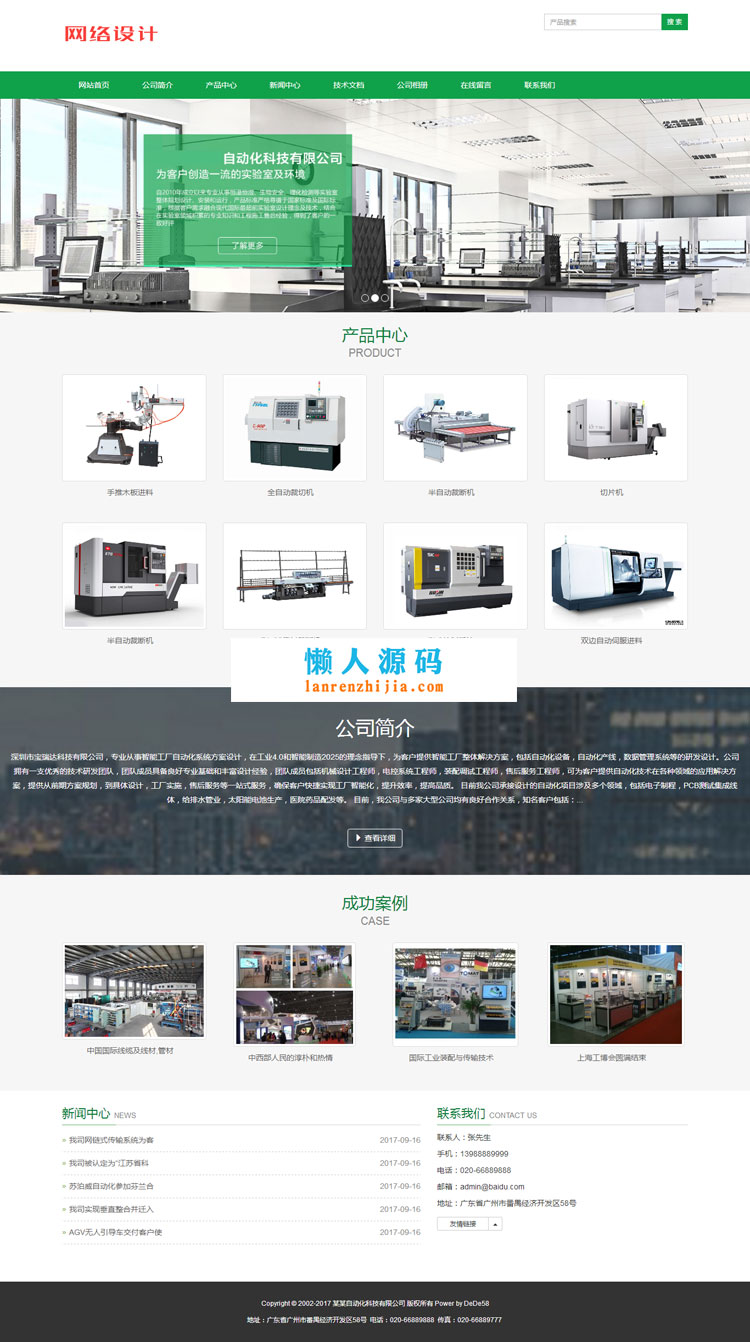 网络设计
产品搜索
搜 索
网站首页 公司简介 产品中心 新闻中心 技术文档 公司相册 在线留言 联系我们
自动化科技有限公司
为客户创造一流的实验室及环境
了解更多
产品中心
PRODUCT
手推木板进料 全自动裁切机 半自动裁断机 切片机
半自动裁断机 双边自动伺服进料
懒人源码
lanrenzhijia.com
公司简介
深圳市宝瑞达科技有限公司，专业从事智能工厂自动化系统方案设计，在工业4.0和智能制造2025的理念指导下，为客户提供智能工厂整体解决方案，包括自动化设备，自动化产线，数据管理系统等的研发设计。公司
拥有一支优秀的技术研发团队，团队成员具备良好专业基础和丰富设计经验，团队成员包括机械设计工程师，电控系统工程师，装配调试工程师，售后服务工程师，可为客户提供自动化技术在各种领域的应用解决方
案，提供从前期方案规划，到具体设计，工厂实施，售后服务等一站式服务，确保客户快捷实现工厂智能化，提升效率，提高品质。 目前我公司承接设计的自动化项目涉及多个领域，包括电子制程，PCB测试集成线
体，给排水管业，太阳能电池生产，医院药品配发等。 目前，我公司与多家大型公司均有良好合作关系，知名客户包括：...
查看详细
成功案例
CASE
中国国际线缆及线材,管材 中西部人民的淳朴和热情 国际工业装配与传输技术 上海工博会圆满结束
新闻中心 NEWS
» 我司网链式传输系统为客 2017-09-16
» 我司被认定为“江苏省科 2017-09-16
» 苏泊威自动化参加芬兰合 2017-09-16
» 我司实现垂直整合并迁入 2017-09-16
» AGV无人引导车交付客户使 2017-09-16
联系我们 CONTACT US
联系人：张先生
手机：13988889999
电话：020-66889888
邮箱：admin@baidu.com
地址：广东省广州市番禺经济开发区58号
友情链接
Copyright © 2002-2017 某某自动化科技有限公司 版权所有 Power by DeDe58
地址：广东省广州市番禺经济开发区58号 电话：020-66889888 传真：020-66889777